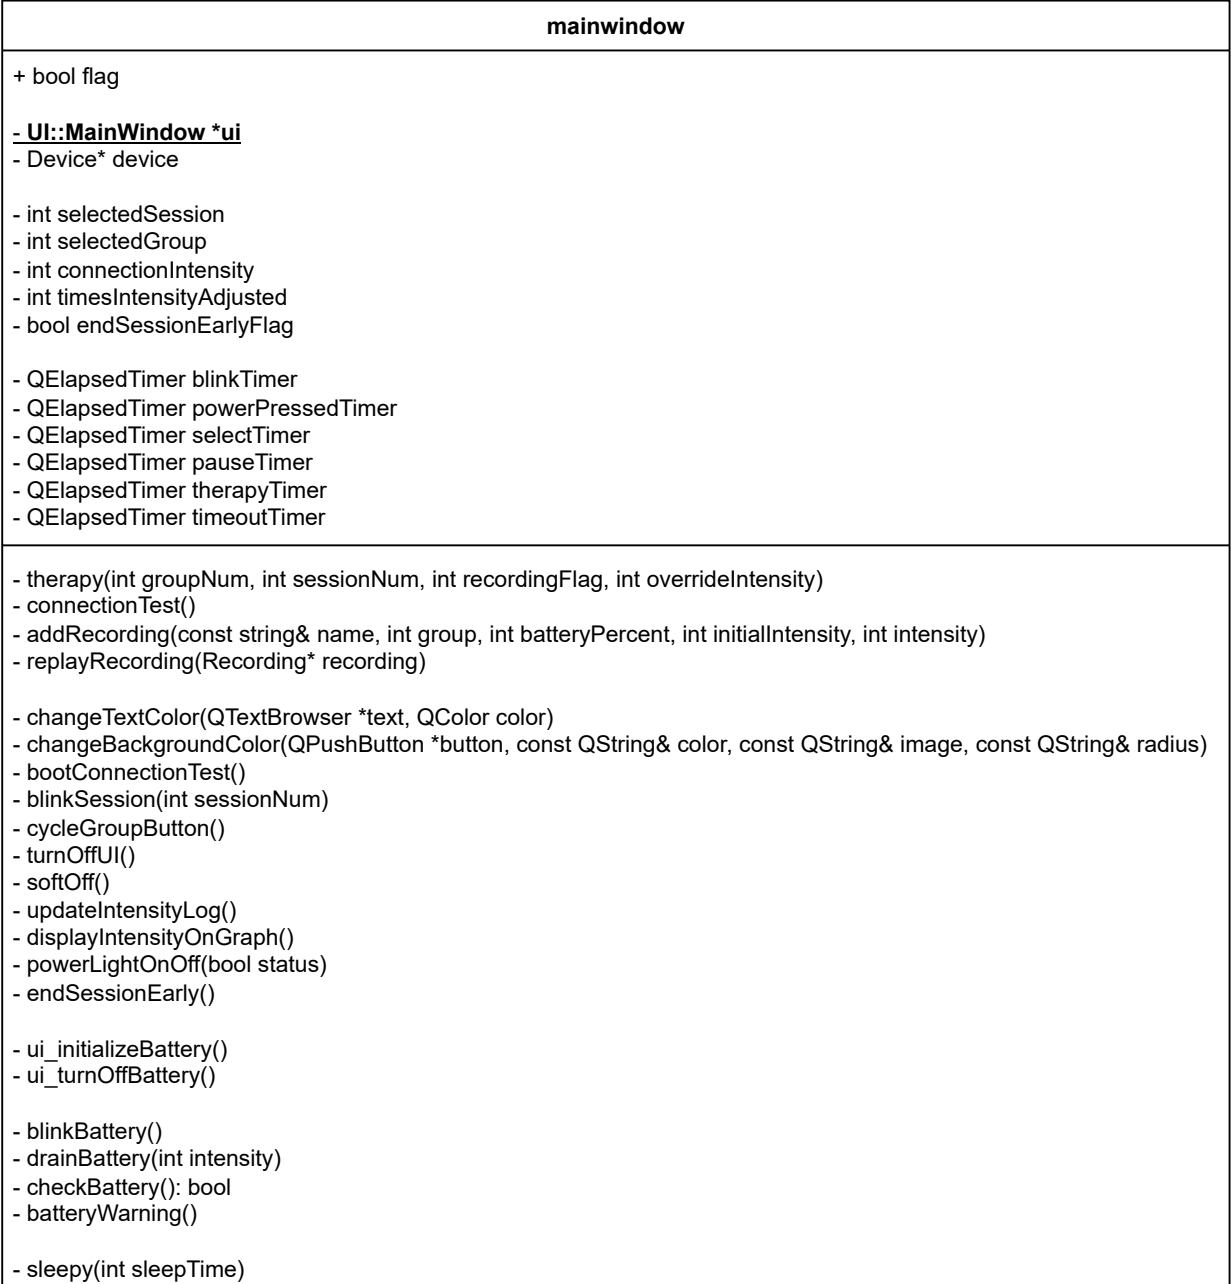 mainwindow
+ bool flag
- UI::MainWindow *ui
- Device* device
- int selectedSession
- int selectedGroup
- int connectionIntensity
- int timesIntensityAdjusted
- bool endSessionEarlyFlag
- QElapsedTimer blinkTimer
- QElapsedTimer powerPressedTimer
- QElapsedTimer selectTimer
- QElapsedTimer pauseTimer
- QElapsedTimer therapyTimer
- QElapsedTimer timeoutTimer
- therapy(int groupNum, int sessionNum, int recordingFlag, int overrideIntensity)
- connectionTest()
- addRecording(const string& name, int group, int batteryPercent, int initialIntensity, int intensity)
- replayRecording(Recording* recording)
- changeTextColor(QTextBrowser *text, QColor color)
- changeBackgroundColor(QPushButton *button, const QString& color, const QString& image, const QString& radius)
- bootConnectionTest()
- blinkSession(int sessionNum)
- cycleGroupButton()
- turnOffUI()
- softOff()
- updateIntensityLog()
- displayIntensityOnGraph()
- powerLightOnOff(bool status)
- endSessionEarly()
- ui_initializeBattery()
- ui_turnOffBattery()
- blinkBattery()
- drainBattery(int intensity)
- checkBattery(): bool
- batteryWarning()
- sleepy(int sleepTime)